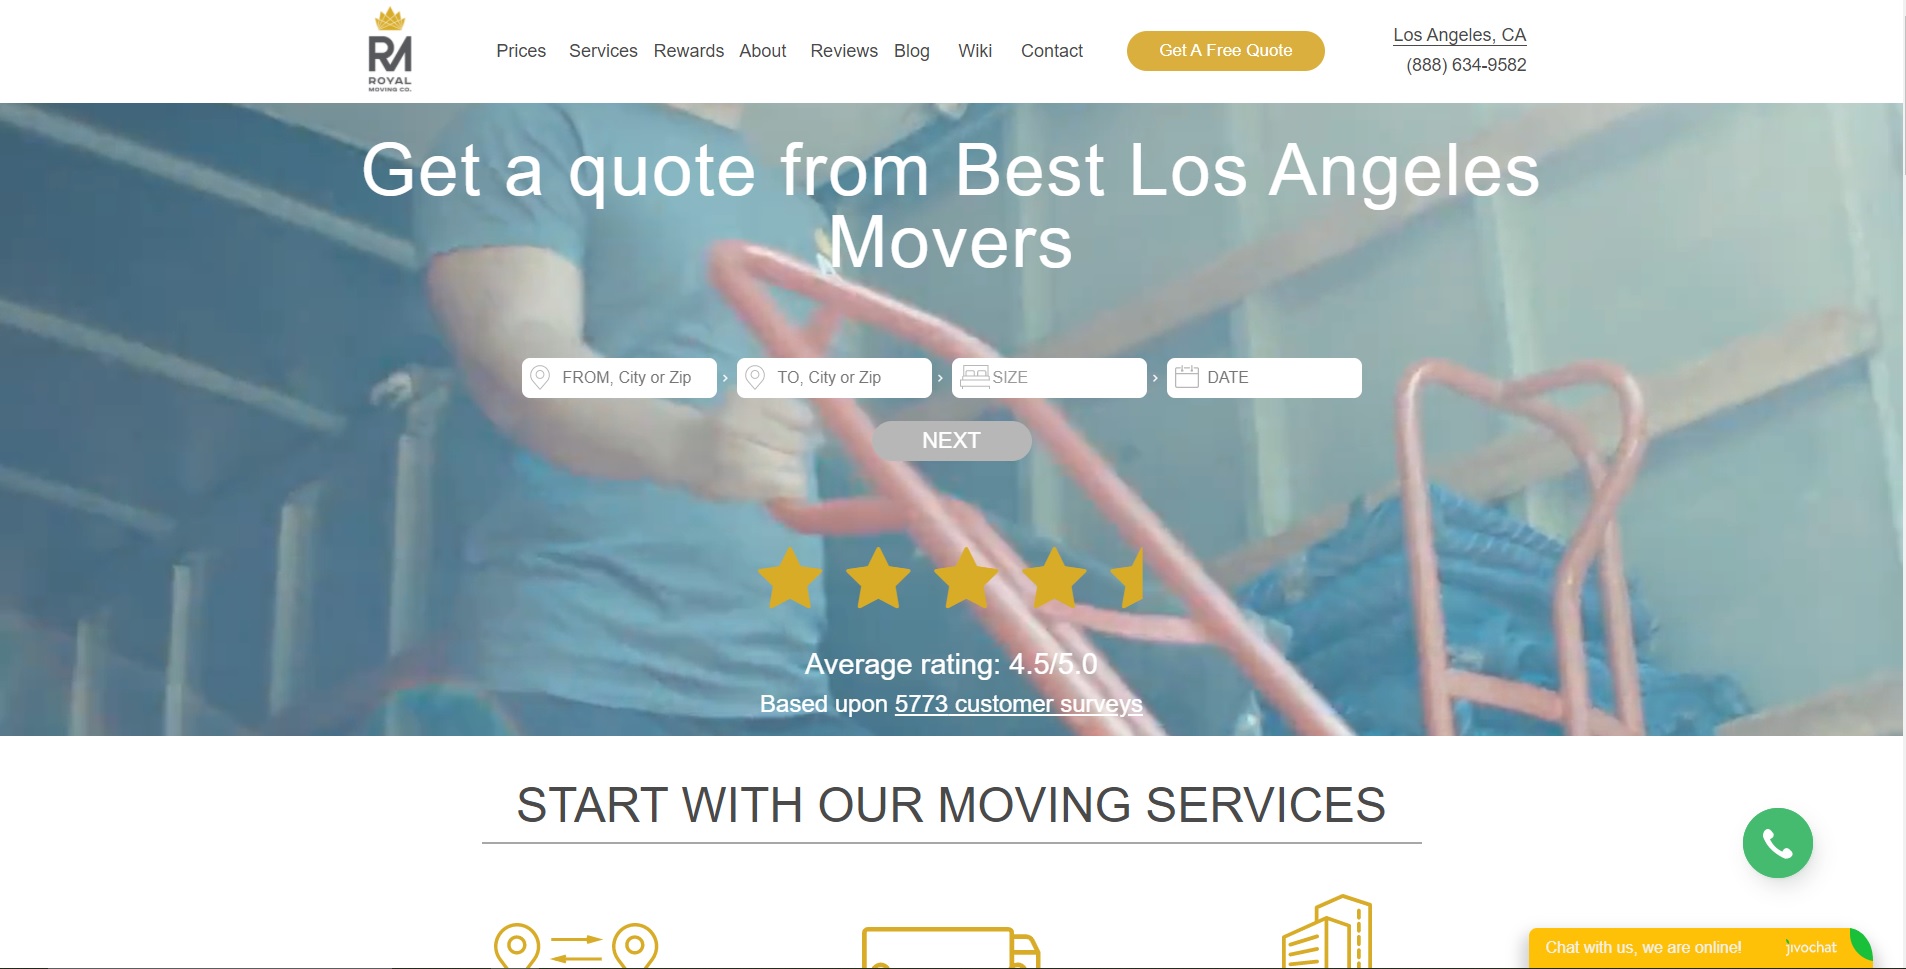 RM
ROYAL
MOVING CO.
Prices Services Rewards About Reviews Blog Wiki Contact
Get A Free Quote
Los Angeles, CA
(888) 634-9582
Get a quote from Best Los Angeles
Movers
FROM, City or Zip
TO, City or Zip
SIZE
DATE
NEXT
Average rating: 4.5/5.0
Based upon 5773 customer surveys
START WITH OUR MOVING SERVICES
Chat with us, we are online!
jivochat